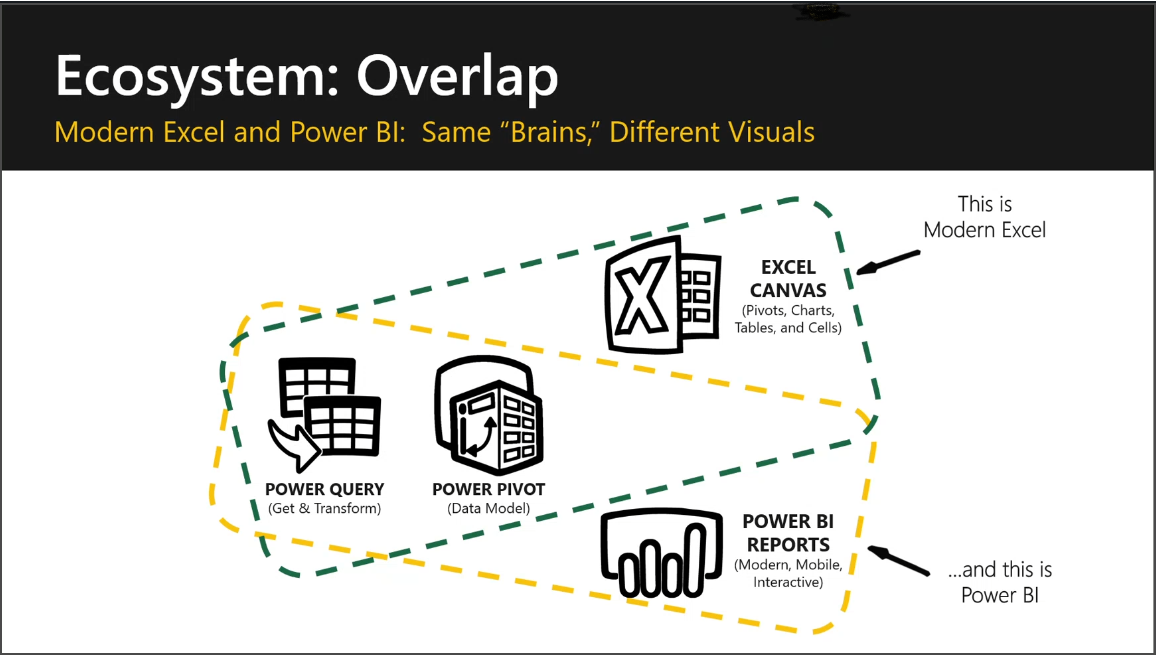 Ecosystem: Overlap
Modern Excel and Power BI:  Same “Brains,” Different Visuals
This is
Modern Excel
EXCEL
CANVAS
(Pivots, Charts,
Tables, and Cells)
X
POWER QUERY
(Get & Transform)
POWER PIVOT
(Data Model)
POWER BI
REPORTS
(Modern, Mobile,
Interactive)
...and this is
Power BI